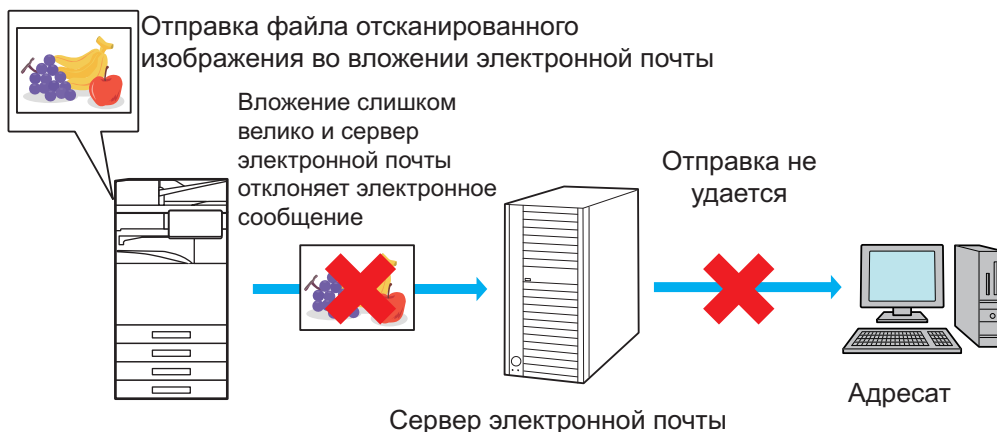 Отправка файла отсканированного
изображения во вложении электронной почты
Вложение слишком
велико и сервер
электронной почты
отклоняет электронное
сообщение
Отправка не
удается
Адресат
Сервер электронной почты